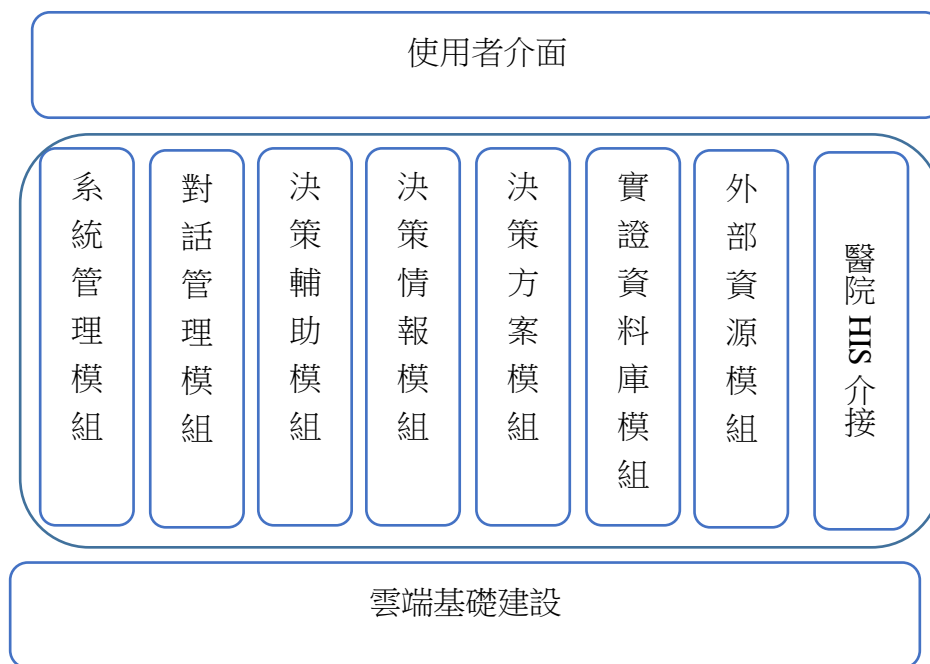 使用者介面
系統管理模組
對話管理模組
決策輔助模組
決策情報模組
決策方案模組
實證資料庫模組
外部資源模組
醫院 HIS 介接
雲端基礎建設